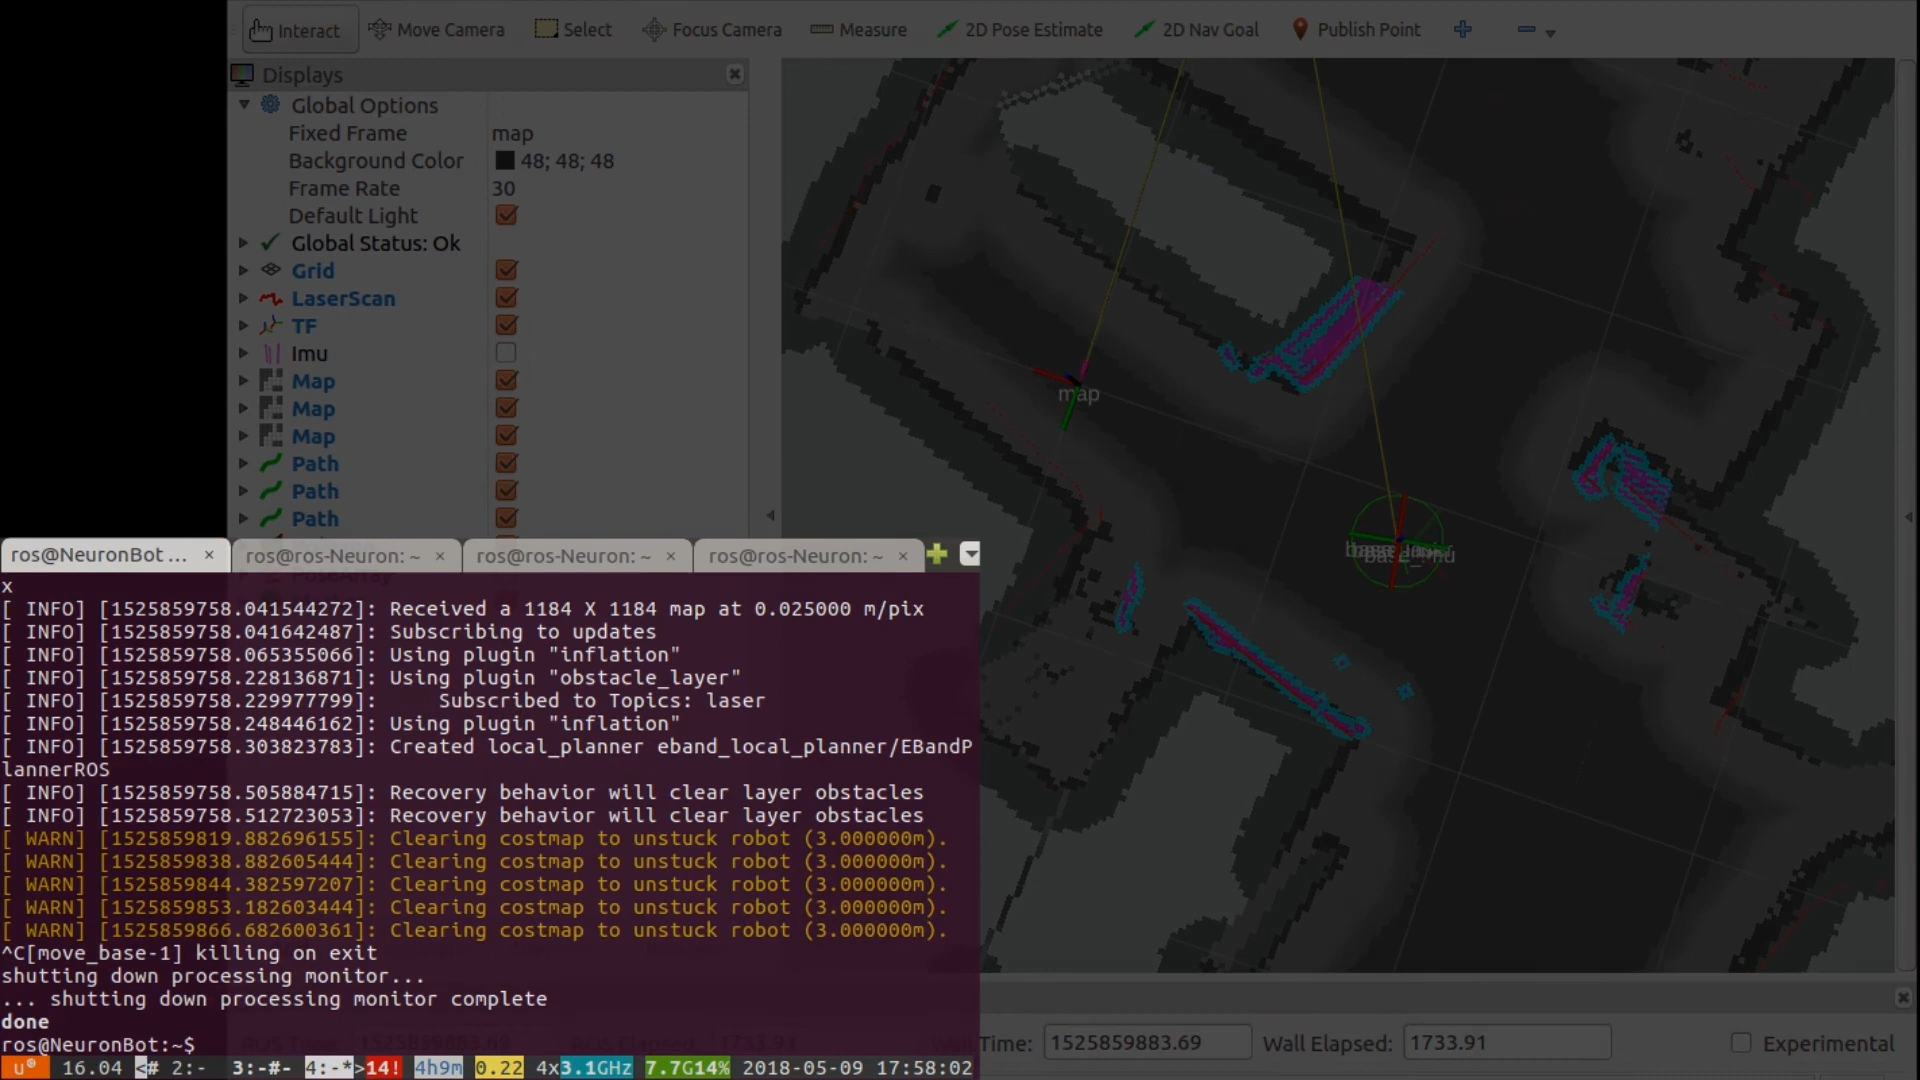 Interact
Move Camera
Select
Focus Camera
Measure
2D Pose Estimate
2D Nav Goal
Publish Point
Displays
Global Options
Fixed Frame map
Background Color 48; 48; 48
Frame Rate 30
Default Light
Global Status: Ok
Grid
LaserScan
TF
Imu
Map
Map
Map
Path
Path
Path
PoseArray
map
base_imu
ros@NeuronBot ... ×
ros@ros-Neuron: ~ ×
ros@ros-Neuron: ~ ×
ros@ros-Neuron: ~ ×
x
[ INFO] [1525859758.041544272]: Received a 1184 X 1184 map at 0.025000 m/pix
[ INFO] [1525859758.041642487]: Subscribing to updates
[ INFO] [1525859758.065355066]: Using plugin "inflation"
[ INFO] [1525859758.228136871]: Using plugin "obstacle_layer"
[ INFO] [1525859758.229977799]:     Subscribed to Topics: laser
[ INFO] [1525859758.248446162]: Using plugin "inflation"
[ INFO] [1525859758.303823783]: Created local_planner eband_local_planner/EBandP
lannerROS
[ INFO] [1525859758.505884715]: Recovery behavior will clear layer obstacles
[ INFO] [1525859758.512723053]: Recovery behavior will clear layer obstacles
[ WARN] [1525859819.882696155]: Clearing costmap to unstuck robot (3.000000m).
[ WARN] [1525859838.882605444]: Clearing costmap to unstuck robot (3.000000m).
[ WARN] [1525859844.382597207]: Clearing costmap to unstuck robot (3.000000m).
[ WARN] [1525859853.182603444]: Clearing costmap to unstuck robot (3.000000m).
[ WARN] [1525859866.682600361]: Clearing costmap to unstuck robot (3.000000m).
^C[move_base-1] killing on exit
shutting down processing monitor...
... shutting down processing monitor complete
done
ros@NeuronBot:~$
Time: 1525859883.69 Wall Elapsed: 1733.91 Experimental
u® 16.04 <# 2:- 3:-#- 4:-*>14! 4h9m 0.22 4x3.1GHz 7.7G14% 2018-05-09 17:58:02